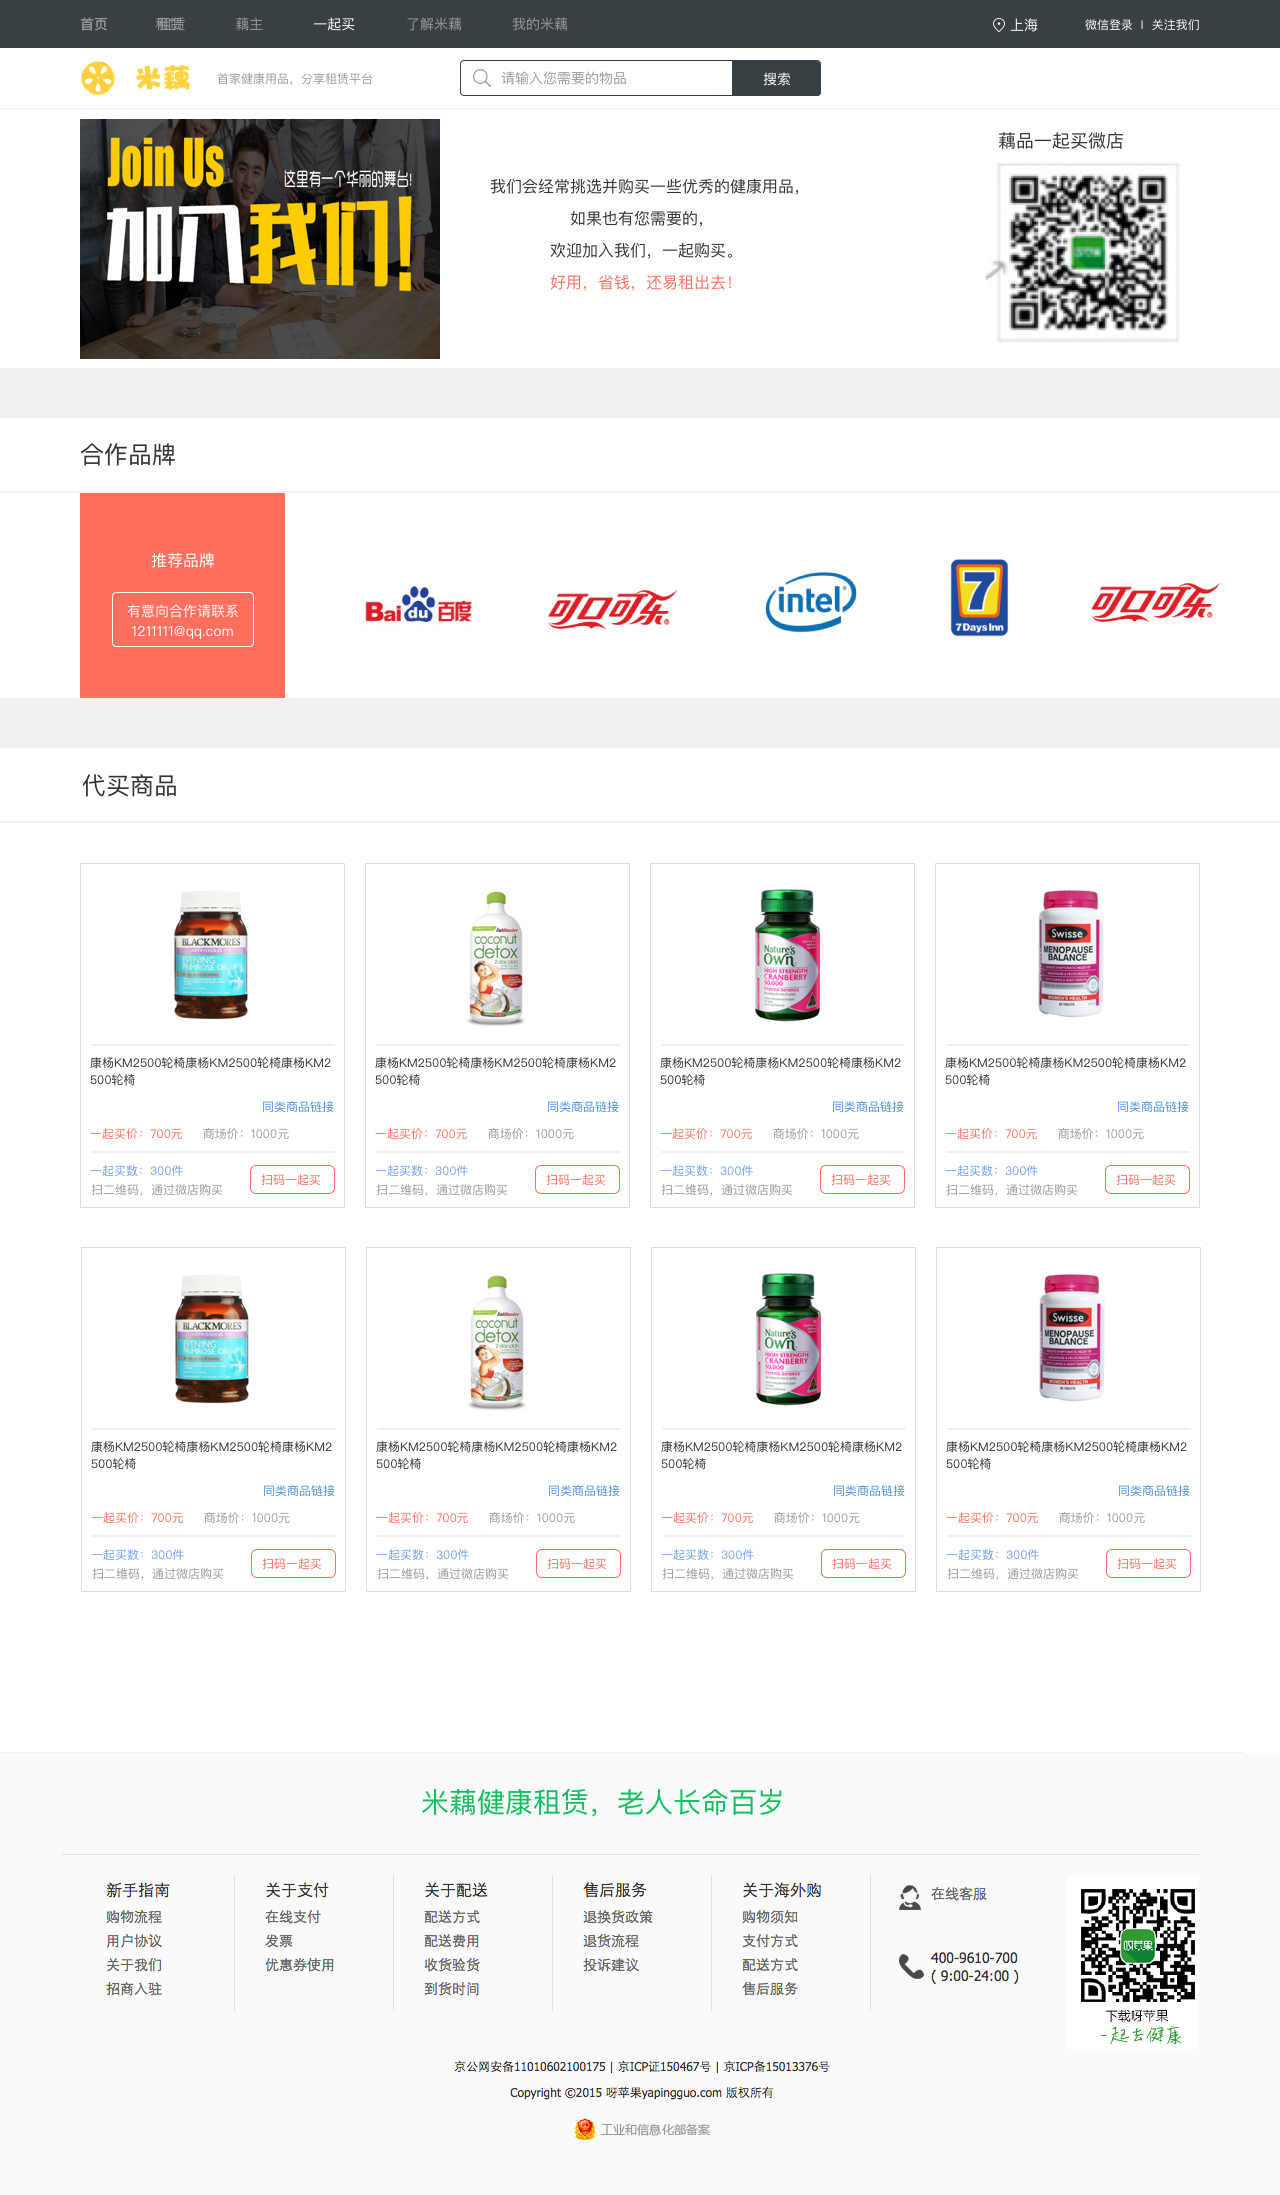 首页 藕主 一起买 了解米藕 我的米藕 上海 微信登录 | 关注我们
米藕 首家健康用品，分享租赁平台 请输入您需要的物品 搜索
Join Us
这里有一个华丽的舞台!
加入我们!
我们会经常挑选并购买一些优秀的健康用品，
如果也有您需要的，
欢迎加入我们，一起购买。
好用，省钱，还易租出去！
藕品一起买微店
合作品牌
推荐品牌
有意向合作请联系
1211111@qq.com
Bai du 百度
可口可乐
intel
7
7 Days Inn
可口可乐
代买商品
BLACKMORES
EVENING
PRIMROSE OIL
coconut
detox
2 day plan
Nature's
Own
HIGH STRENGTH
CRANBERRY
50,000
Swisse
MENOPAUSE
BALANCE
WOMEN'S HEALTH
康杨KM2500轮椅康杨KM2500轮椅康杨KM2
500轮椅
同类商品链接
一起买价：700元 商场价：1000元
一起买数：300件
扫二维码，通过微店购买
扫码一起买
康杨KM2500轮椅康杨KM2500轮椅康杨KM2
500轮椅
同类商品链接
一起买价：700元 商场价：1000元
一起买数：300件
扫二维码，通过微店购买
扫码一起买
康杨KM2500轮椅康杨KM2500轮椅康杨KM2
500轮椅
同类商品链接
一起买价：700元 商场价：1000元
一起买数：300件
扫二维码，通过微店购买
扫码一起买
康杨KM2500轮椅康杨KM2500轮椅康杨KM2
500轮椅
同类商品链接
一起买价：700元 商场价：1000元
一起买数：300件
扫二维码，通过微店购买
扫码一起买
BLACKMORES
EVENING
PRIMROSE OIL
coconut
detox
2 day plan
Nature's
Own
HIGH STRENGTH
CRANBERRY
50,000
Swisse
MENOPAUSE
BALANCE
WOMEN'S HEALTH
康杨KM2500轮椅康杨KM2500轮椅康杨KM2
500轮椅
同类商品链接
一起买价：700元 商场价：1000元
一起买数：300件
扫二维码，通过微店购买
扫码一起买
康杨KM2500轮椅康杨KM2500轮椅康杨KM2
500轮椅
同类商品链接
一起买价：700元 商场价：1000元
一起买数：300件
扫二维码，通过微店购买
扫码一起买
康杨KM2500轮椅康杨KM2500轮椅康杨KM2
500轮椅
同类商品链接
一起买价：700元 商场价：1000元
一起买数：300件
扫二维码，通过微店购买
扫码一起买
康杨KM2500轮椅康杨KM2500轮椅康杨KM2
500轮椅
同类商品链接
一起买价：700元 商场价：1000元
一起买数：300件
扫二维码，通过微店购买
扫码一起买
米藕健康租赁，老人长命百岁
新手指南
购物流程
用户协议
关于我们
招商入驻
关于支付
在线支付
发票
优惠券使用
关于配送
配送方式
配送费用
收货验货
到货时间
售后服务
退换货政策
退货流程
投诉建议
关于海外购
购物须知
支付方式
配送方式
售后服务
在线客服
400-9610-700
( 9:00-24:00 )
呀苹果
下载呀苹果
一起去健康
京公网安备11010602100175 | 京ICP证150467号 | 京ICP备15013376号
Copyright ©2015 呀苹果yapingguo.com 版权所有
工业和信息化部备案